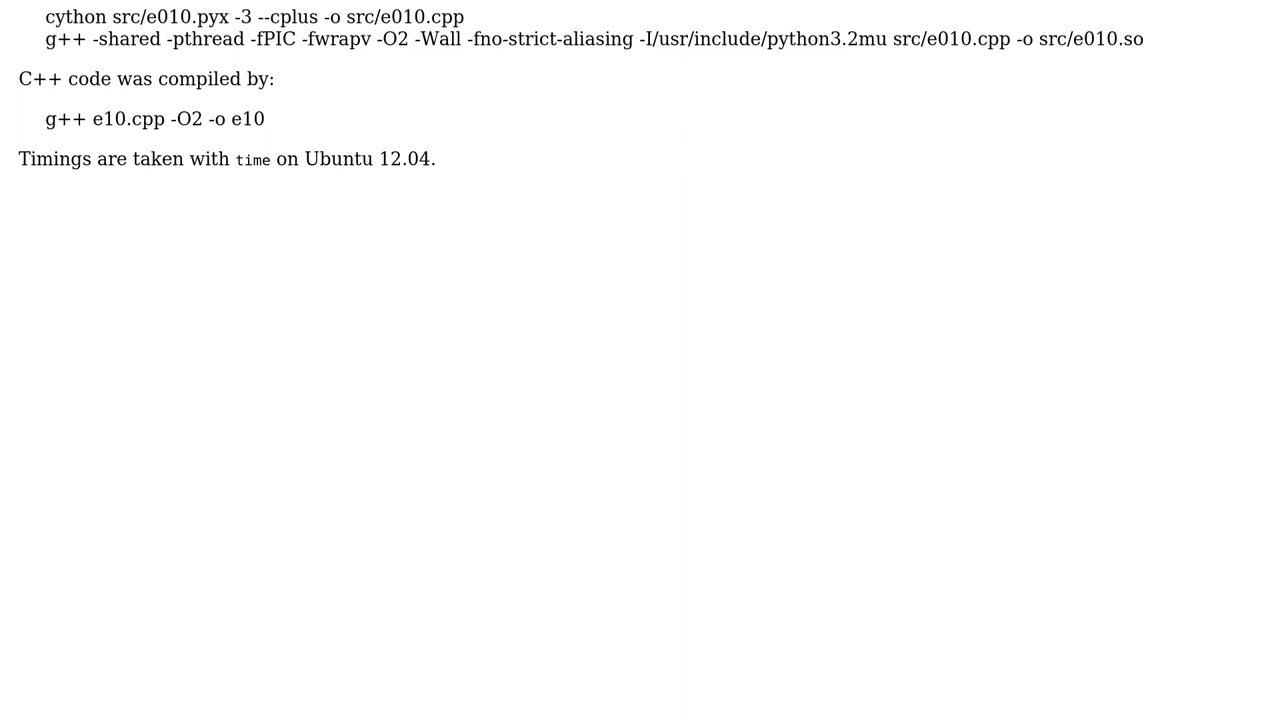 cython src/e010.pyx -3 --cplus -o src/e010.cpp
g++ -shared -pthread -fPIC -fwrapv -O2 -Wall -fno-strict-aliasing -I/usr/include/python3.2mu src/e010.cpp -o src/e010.so
C++ code was compiled by:
g++ e10.cpp -O2 -o e10
Timings are taken with time on Ubuntu 12.04.